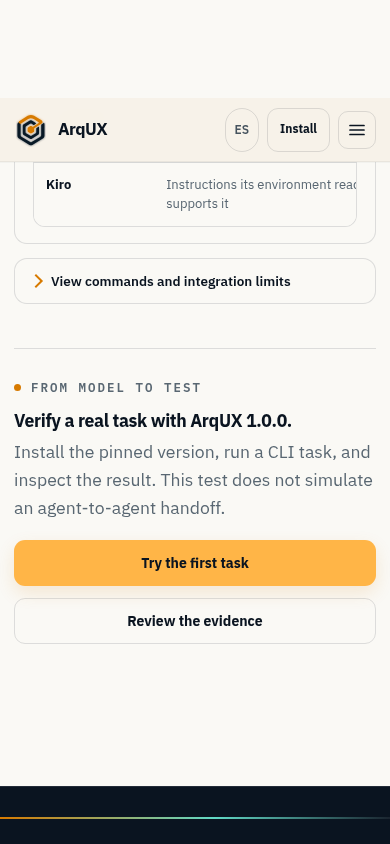 ArqUX
ES
Install
Kiro
Instructions its environment
supports it
View commands and integration limits
FROM MODEL TO TEST
Verify a real task with ArqUX 1.0.0.
Install the pinned version, run a CLI task, and
inspect the result. This test does not simulate
an agent-to-agent handoff.
Try the first task
Review the evidence